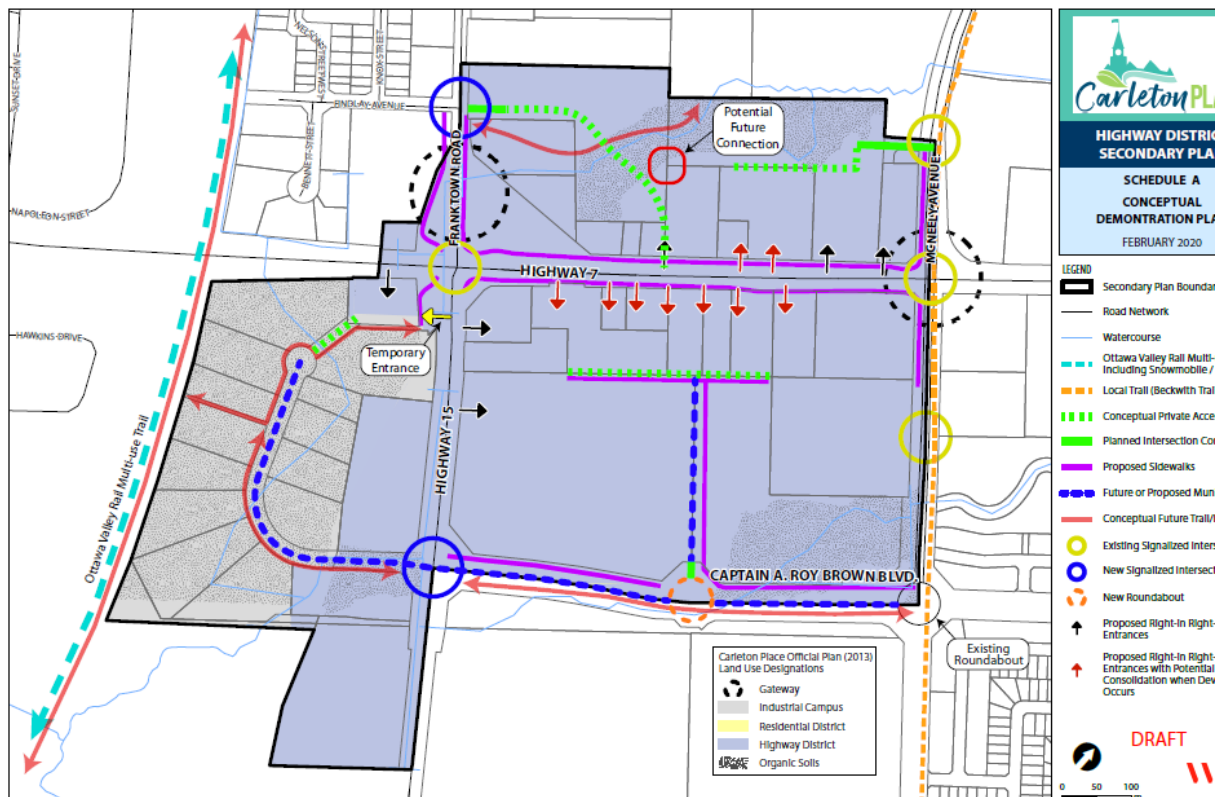 NELSON STREET WEST
KNOX STREET
SUNSET DRIVE
FINDLAY AVENUE
BENNETT STREET
NAPOLEON STREET
HAWKINS DRIVE
FRANKTOWN ROAD
Potential
Future
Connection
MCNEELY AVENUE
HIGHWAY 7
Temporary
Entrance
HIGHWAY 15
Ottawa Valley Rail Multi-use Trail
CAPTAIN A. ROY BROWN BLVD.
Existing
Roundabout
Carleton Place Official Plan (2013)
Land Use Designations
Gateway
Industrial Campus
Residential District
Highway District
Organic Soils
Carleton PLA
HIGHWAY DISTRIC
SECONDARY PLA
SCHEDULE A
CONCEPTUAL
DEMONTRATION PLA
FEBRUARY 2020
LEGEND
Secondary Plan Boundar
Road Network
Watercourse
Ottawa Valley Rail Multi-
Including Snowmobile /
Local Trail (Beckwith Trail
Conceptual Private Acce
Planned Intersection Co
Proposed Sidewalks
Future or Proposed Mun
Conceptual Future Trail/
Existing Signalized Inters
New Signalized Intersect
New Roundabout
Proposed Right-In Right-
Entrances
Proposed Right-In Right-
Entrances with Potential
Consolidation when Dev
Occurs
DRAFT
0 50 100